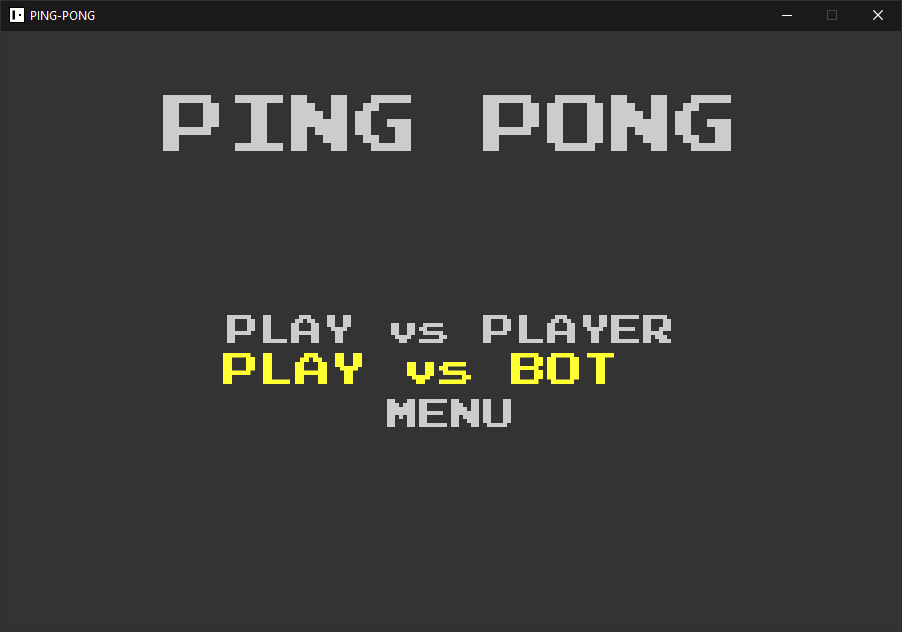 PING-PONG
PING PONG
PLAY vs PLAYER
PLAY vs BOT
MENU